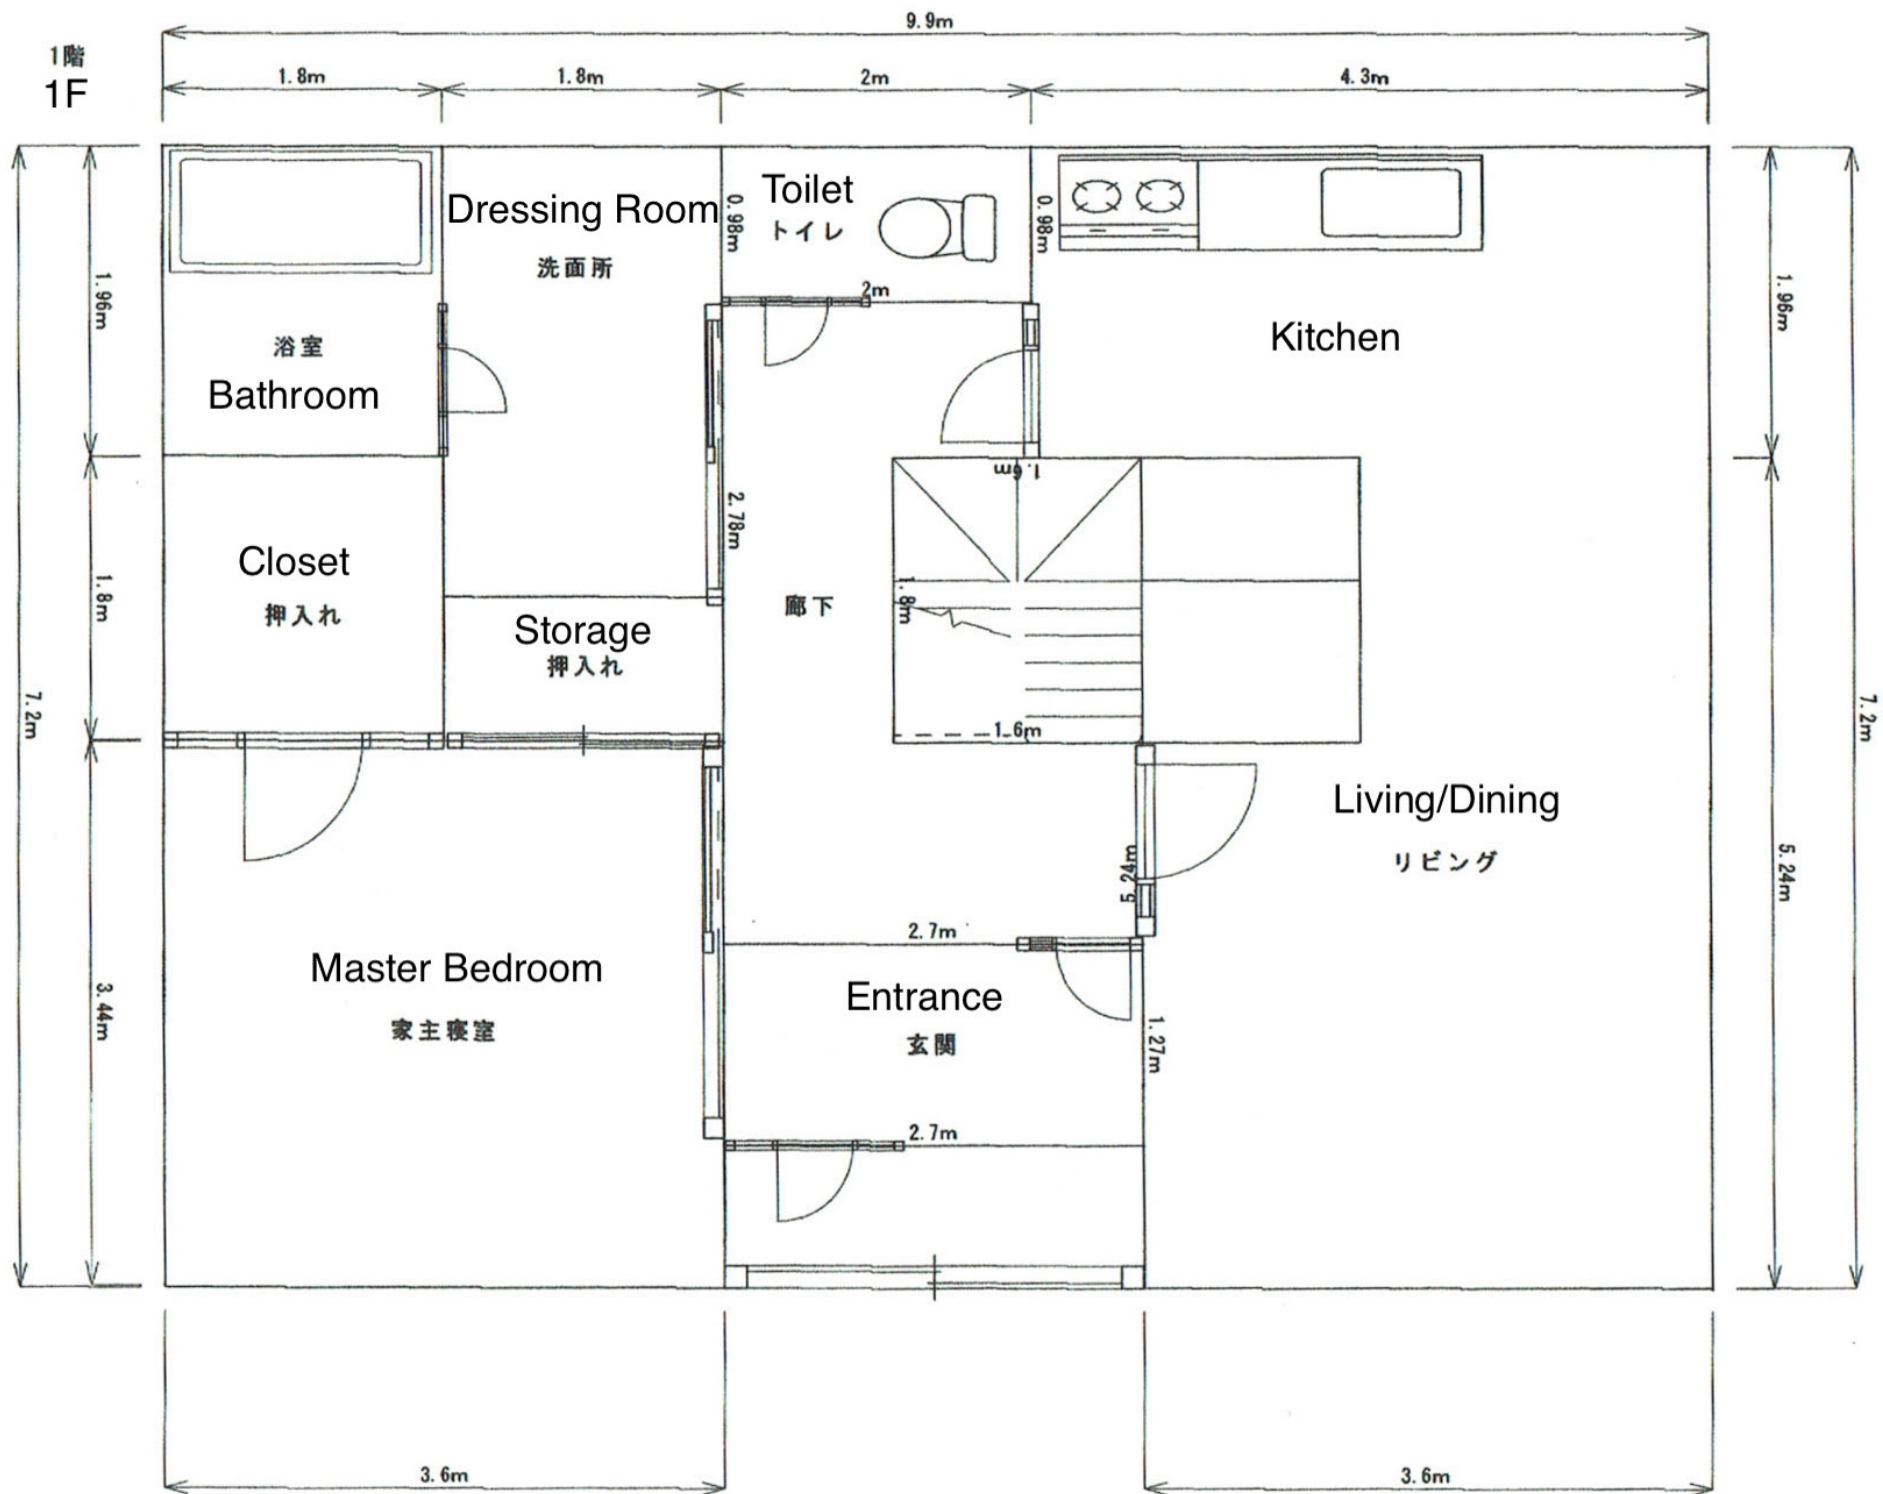 9.9m
1階
1F
1.8m
1.8m
2m
4.3m
Dressing Room
洗面所
Toilet
トイレ
0.98m
0.98m
2m
1.96m
1.96m
浴室
Bathroom
Kitchen
1.6m
2.78m
Closet
押入れ
1.8m
Storage
押入れ
廊下
1.8m
1.6m
7.2m
7.2m
Living/Dining
リビング
5.24m
5.24m
2.7m
Master Bedroom
家主寝室
3.44m
Entrance
玄関
1.27m
2.7m
3.6m
3.6m